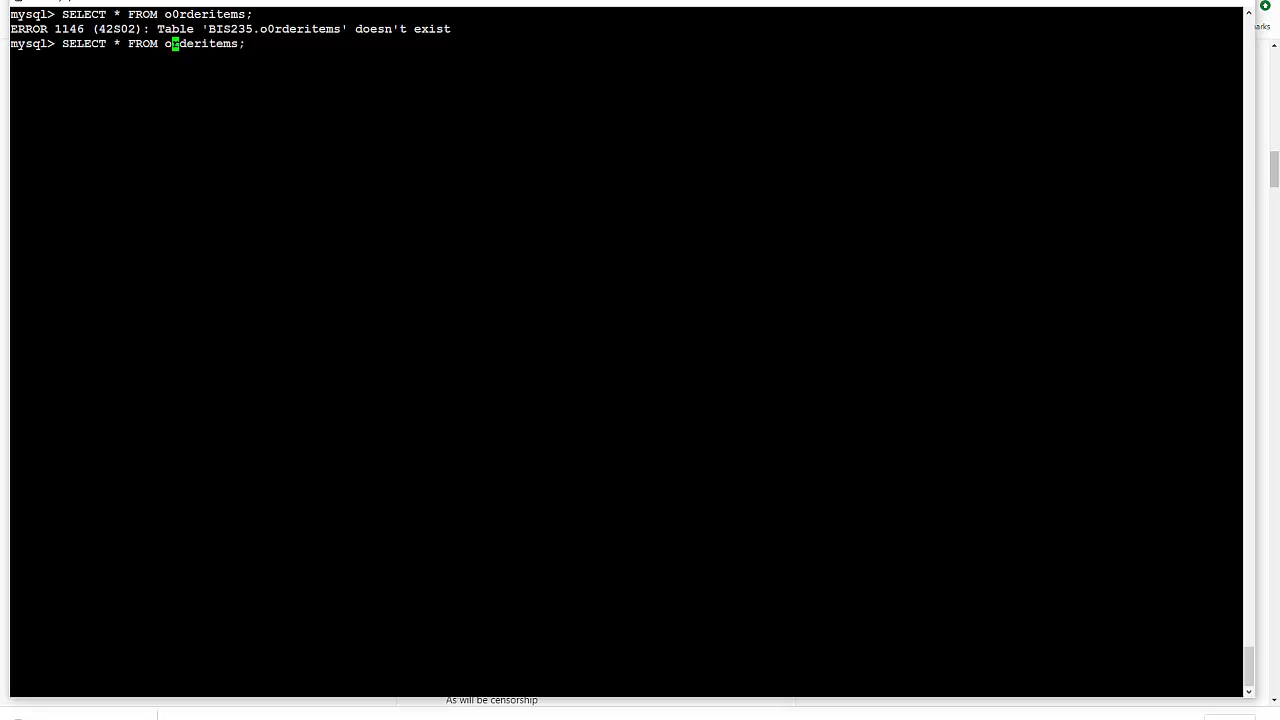 mysql> SELECT * FROM o0rderitems;
ERROR 1146 (42S02): Table 'BIS235.o0rderitems' doesn't exist
mysql> SELECT * FROM orderitems;
arks
As will be censorship